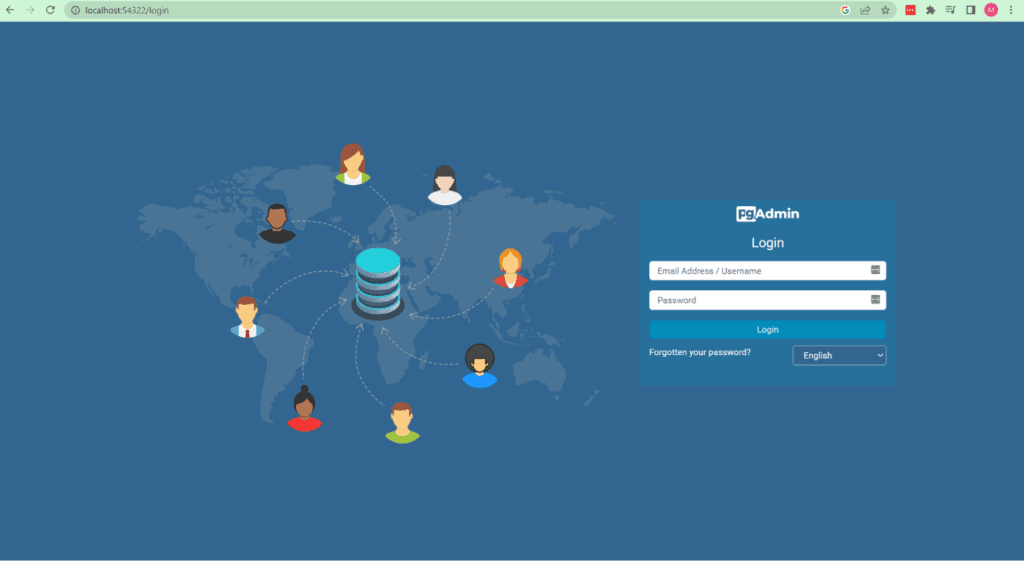 localhost:54322/login
M
pgAdmin
Login
Email Address / Username
Password
Login
Forgotten your password?
English